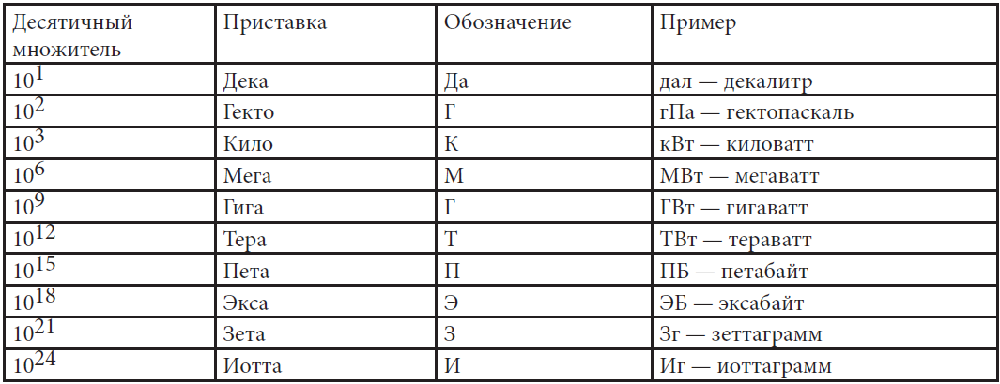 Десятичный множитель | Приставка | Обозначение | Пример
10^1 | Дека | Да | дал — декалитр
10^2 | Гекто | Г | гПа — гектопаскаль
10^3 | Кило | К | кВт — киловатт
10^6 | Мега | М | МВт — мегаватт
10^9 | Гига | Г | ГВт — гигаватт
10^12 | Тера | Т | ТВт — тераватт
10^15 | Пета | П | ПБ — петабайт
10^18 | Экса | Э | ЭБ — эксабайт
10^21 | Зета | З | Зг — зеттаграмм
10^24 | Иотта | И | Иг — иоттаграмм